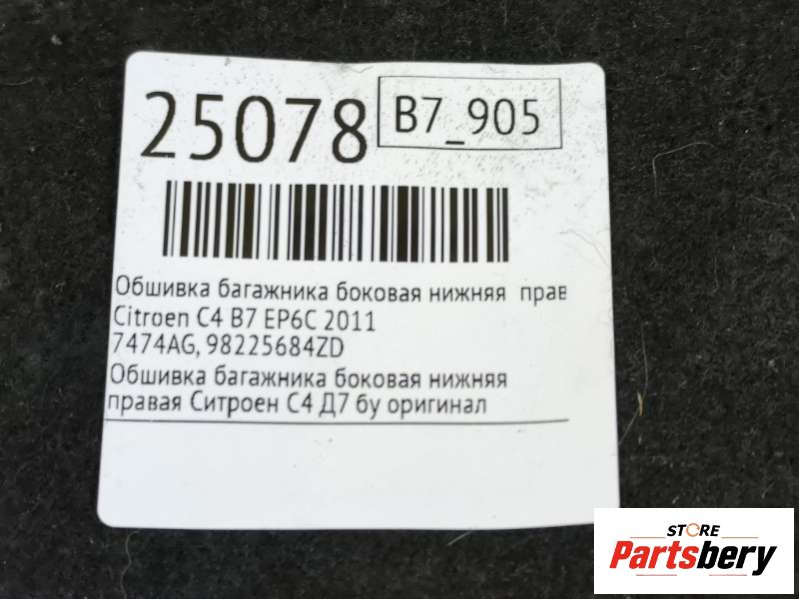 25078
B7_905
Обшивка багажника боковая нижняя прав
Citroen C4 B7 EP6C 2011
7474AG, 98225684ZD
Обшивка багажника боковая нижняя
правая Ситроен С4 Д7 бу оригинал
STORE
Partsbery